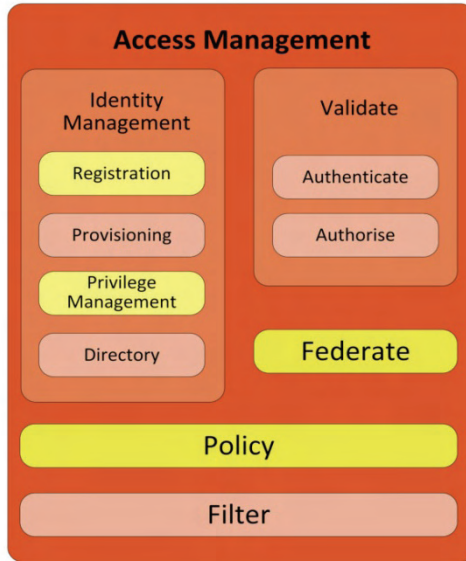 Access Management
Identity
Management
Registration
Provisioning
Privilege
Management
Directory
Validate
Authenticate
Authorise
Federate
Policy
Filter